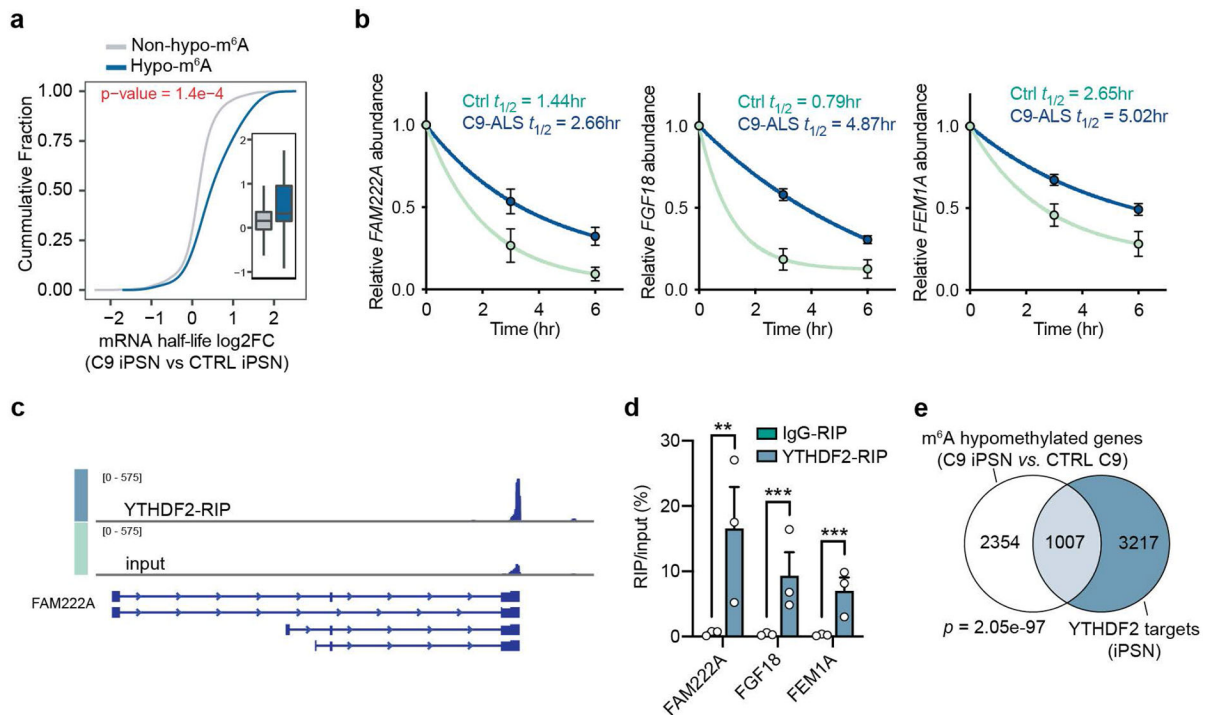 a
Non-hypo-m⁶A
Hypo-m⁶A
p−value = 1.4e−4
Cummulative Fraction
1.00
0.75
0.50
0.25
0.00
2
1
0
−1
−2 −1 0 1 2
mRNA half-life log2FC
(C9 iPSN vs CTRL iPSN)
b
Ctrl t1/2 = 1.44hr
C9-ALS t1/2 = 2.66hr
Relative FAM222A abundance
1.0
0.5
0.0
0 2 4 6
Time (hr)
Ctrl t1/2 = 0.79hr
C9-ALS t1/2 = 4.87hr
Relative FGF18 abundance
1.0
0.5
0.0
0 2 4 6
Time (hr)
Ctrl t1/2 = 2.65hr
C9-ALS t1/2 = 5.02hr
Relative FEM1A abundance
1.0
0.5
0.0
0 2 4 6
Time (hr)
c
[0 - 575]
YTHDF2-RIP
[0 - 575]
input
FAM222A
d
IgG-RIP
YTHDF2-RIP
RIP/input (%)
30
20
10
0
**
***
***
FAM222A
FGF18
FEM1A
e
m⁶A hypomethylated genes
(C9 iPSN vs. CTRL C9)
2354 1007 3217
p = 2.05e-97
YTHDF2 targets
(iPSN)